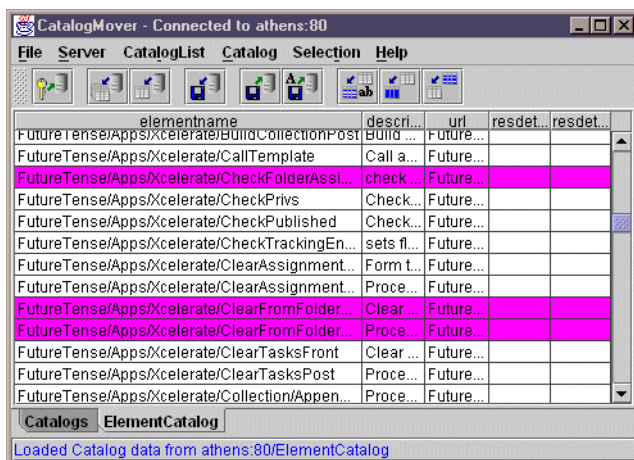 CatalogMover - Connected to athens:80
File Server CatalogList Catalog Selection Help
A ab
elementname descri... url resdet... resdet...
FutureTense/Apps/Xcelerate/BuildCollectionPost Build ... Future...
FutureTense/Apps/Xcelerate/CallTemplate Call a... Future...
FutureTense/Apps/Xcelerate/CheckFolderAssi... check ... Future...
FutureTense/Apps/Xcelerate/CheckPrivs Check... Future...
FutureTense/Apps/Xcelerate/CheckPublished Check... Future...
FutureTense/Apps/Xcelerate/CheckTrackingEn... sets fl... Future...
FutureTense/Apps/Xcelerate/ClearAssignment... Form t... Future...
FutureTense/Apps/Xcelerate/ClearAssignment... Proce... Future...
FutureTense/Apps/Xcelerate/ClearFromFolder... Clear ... Future...
FutureTense/Apps/Xcelerate/ClearFromFolder... Proce... Future...
FutureTense/Apps/Xcelerate/ClearTasksFront Clear ... Future...
FutureTense/Apps/Xcelerate/ClearTasksPost Proce... Future...
FutureTense/Apps/Xcelerate/Collection/Appen... Proce... Future...
Catalogs ElementCatalog
Loaded Catalog data from athens:80/ElementCatalog